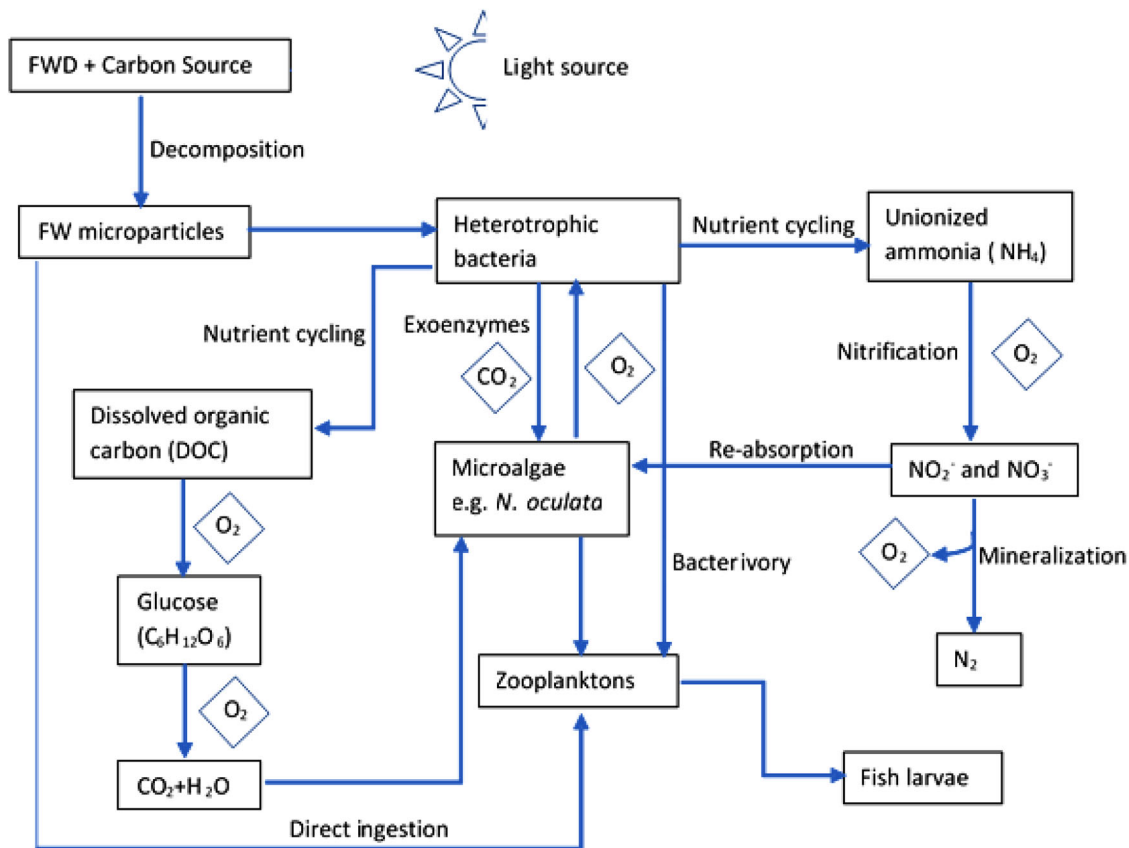 FWD + Carbon Source
Light source
Decomposition
FW microparticles
Heterotrophic
bacteria
Nutrient cycling
Unionized
ammonia ( NH₄)
Nutrient cycling
Exoenzymes
CO₂
O₂
Nitrification
O₂
Dissolved organic
carbon (DOC)
Microalgae
e.g. N. oculata
Re-absorption
NO₂⁻ and NO₃⁻
O₂
O₂
Mineralization
Bacterivory
Glucose
(C₆H₁₂O₆)
N₂
Zooplanktons
O₂
CO₂+H₂O
Fish larvae
Direct ingestion